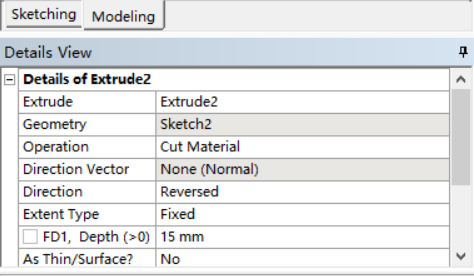 Sketching Modeling
Details View
Details of Extrude2
Extrude Extrude2
Geometry Sketch2
Operation Cut Material
Direction Vector None (Normal)
Direction Reversed
Extent Type Fixed
FD1, Depth (>0) 15 mm
As Thin/Surface? No